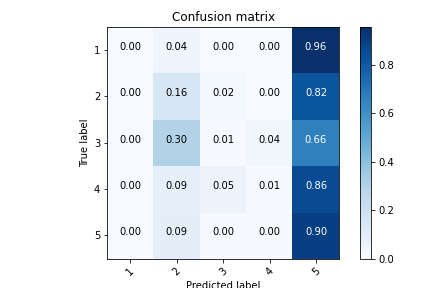 Confusion matrix
1 0.00 0.04 0.00 0.00 0.96
0.8
2 0.00 0.16 0.02 0.00 0.82
0.6
True label
3 0.00 0.30 0.01 0.04 0.66
0.4
4 0.00 0.09 0.05 0.01 0.86
0.2
5 0.00 0.09 0.00 0.00 0.90
0.0
1 2 3 4 5
Predicted label